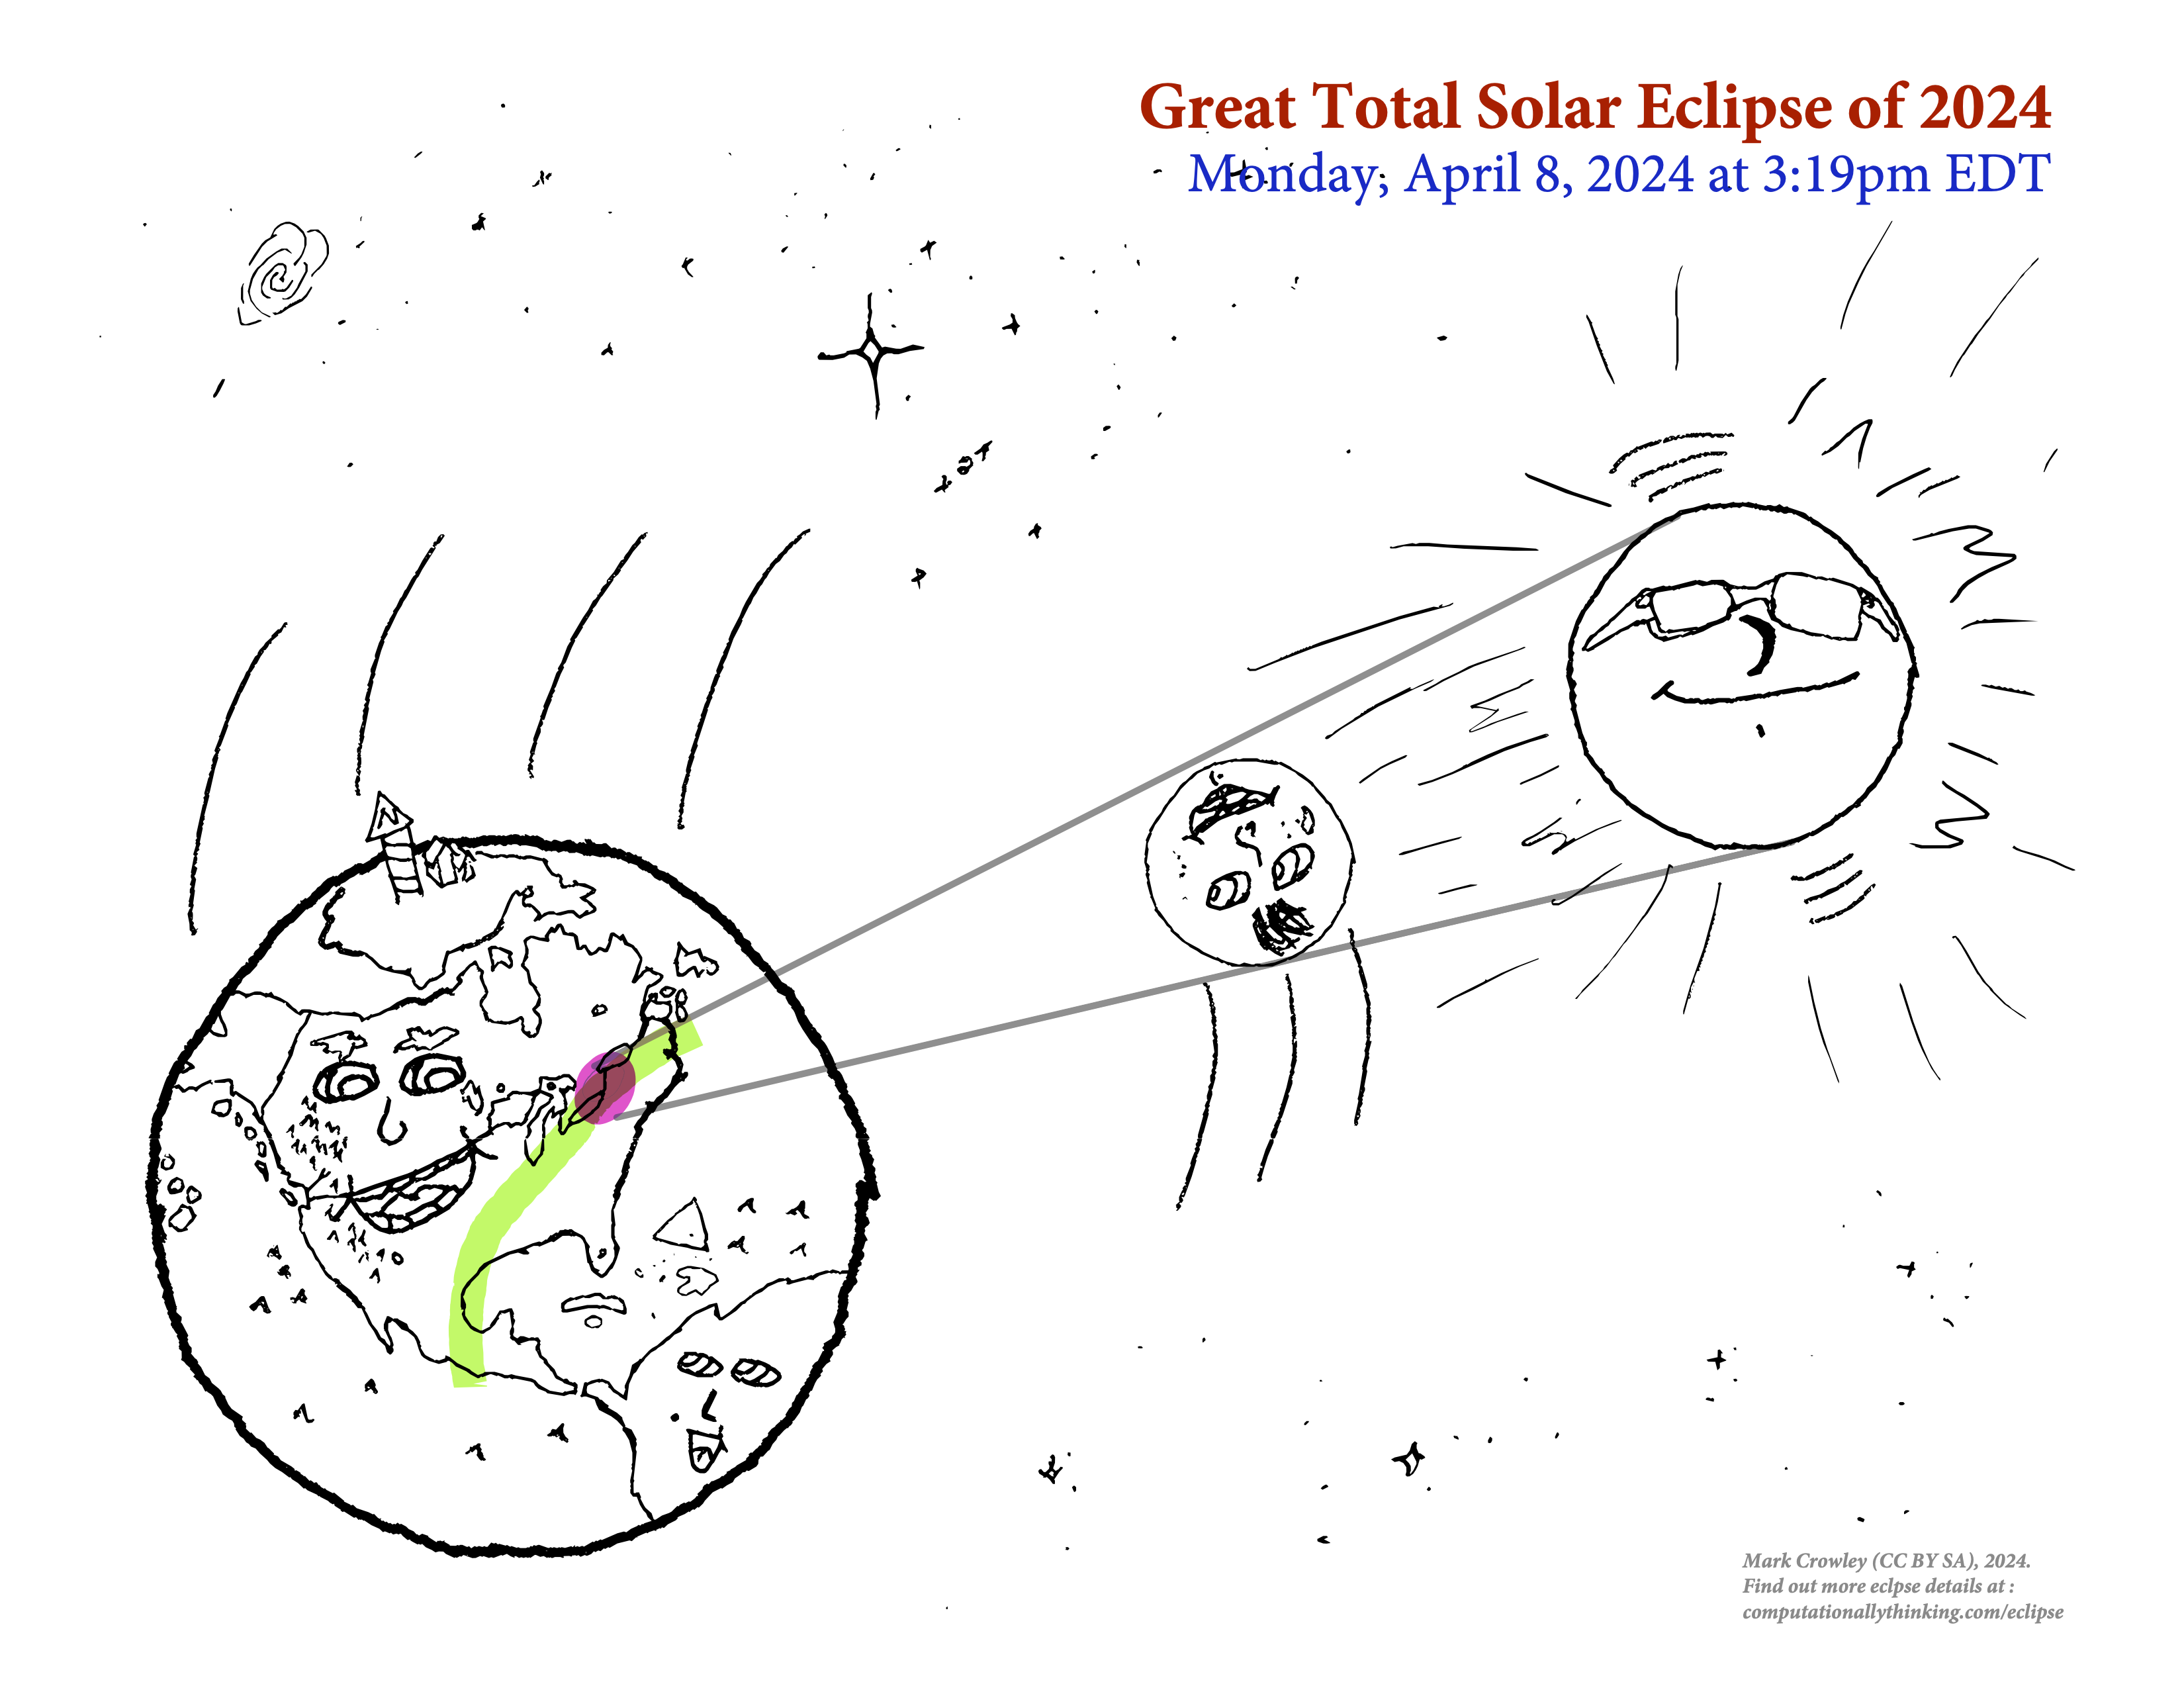 Great Total Solar Eclipse of 2024
Monday, April 8, 2024 at 3:19pm EDT
N
Mark Crowley (CC BY SA), 2024.
Find out more eclpse details at :
computationallythinking.com/eclipse